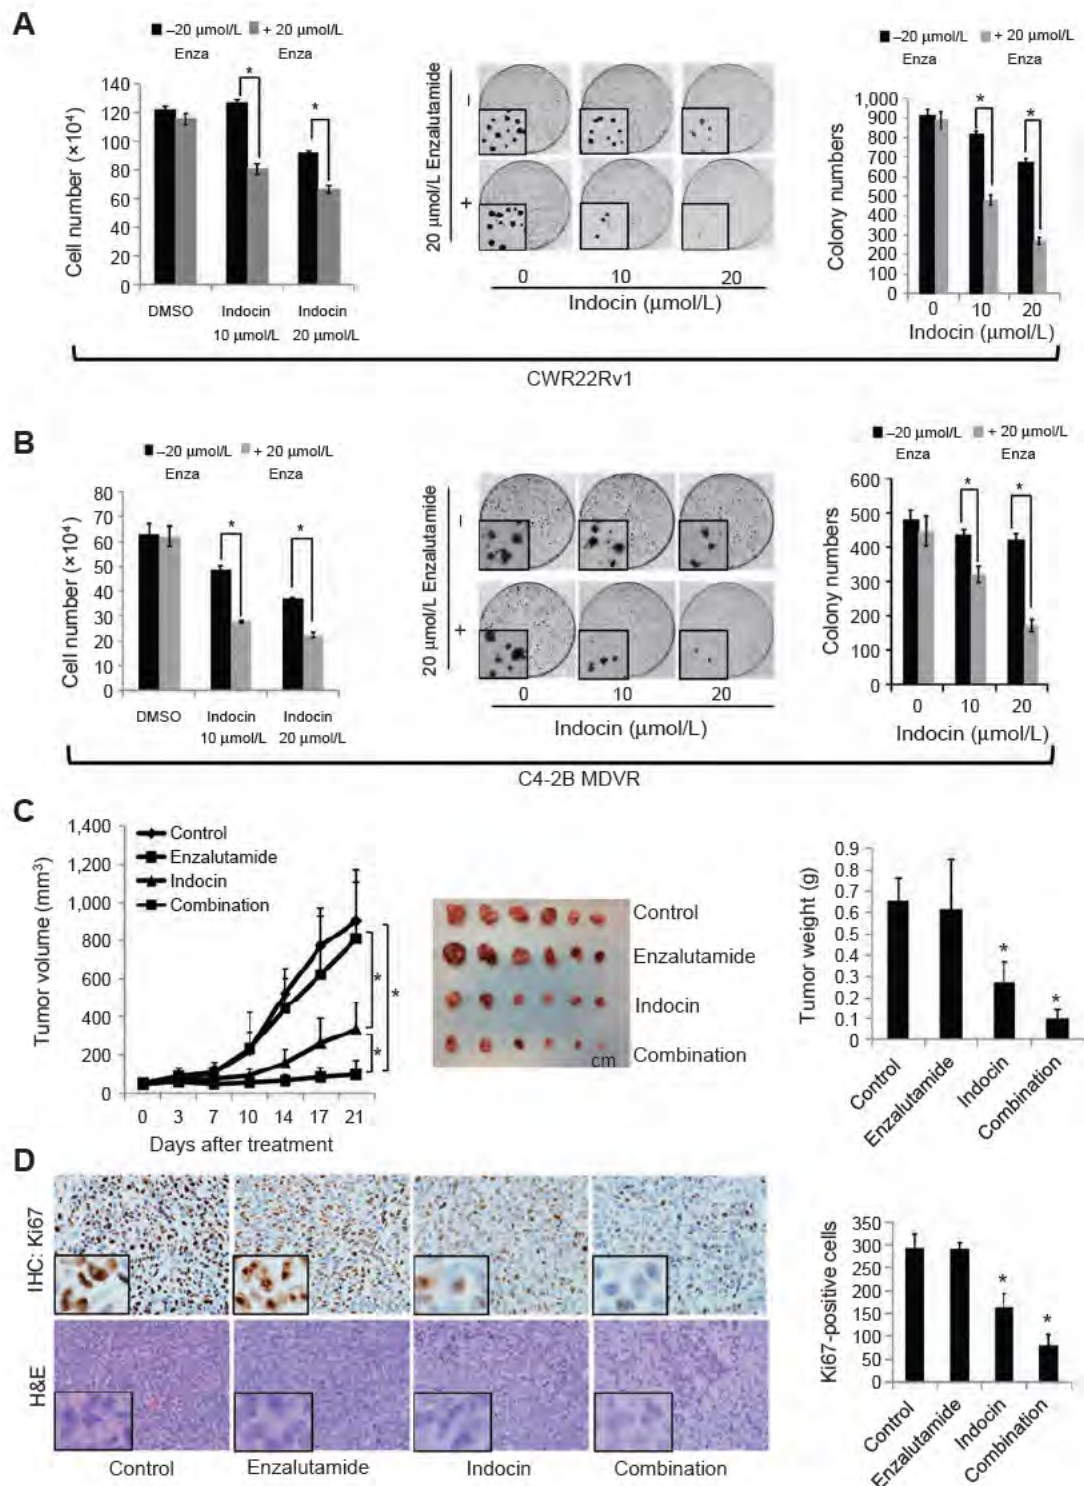 A
–20 µmol/L + 20 µmol/L
Enza Enza
Cell number (×10⁴)
140
120
100
80
60
40
20
0
DMSO Indocin Indocin
10 µmol/L 20 µmol/L
20 µmol/L Enzalutamide
–
+
0 10 20
Indocin (µmol/L)
–20 µmol/L + 20 µmol/L
Enza Enza
Colony numbers
1,000
900
800
700
600
500
400
300
200
100
0
0 10 20
Indocin (µmol/L)
* * * *
CWR22Rv1
B
–20 µmol/L + 20 µmol/L
Enza Enza
Cell number (×10⁴)
80
70
60
50
40
30
20
10
0
DMSO Indocin Indocin
10 µmol/L 20 µmol/L
20 µmol/L Enzalutamide
–
+
0 10 20
Indocin (µmol/L)
–20 µmol/L + 20 µmol/L
Enza Enza
Colony numbers
600
500
400
300
200
100
0
0 10 20
Indocin (µmol/L)
* * * *
C4-2B MDVR
C
Tumor volume (mm³)
1,400
1,200
1,000
800
600
400
200
0
Control
Enzalutamide
Indocin
Combination
* * *
0 3 7 10 14 17 21
Days after treatment
Control
Enzalutamide
Indocin
Combination
cm
Tumor weight (g)
0.9
0.8
0.7
0.6
0.5
0.4
0.3
0.2
0.1
0
* *
Control Enzalutamide Indocin Combination
D
IHC: Ki67
H&E
Control Enzalutamide Indocin Combination
Ki67-positive cells
350
300
250
200
150
100
50
0
* *
Control Enzalutamide Indocin Combination